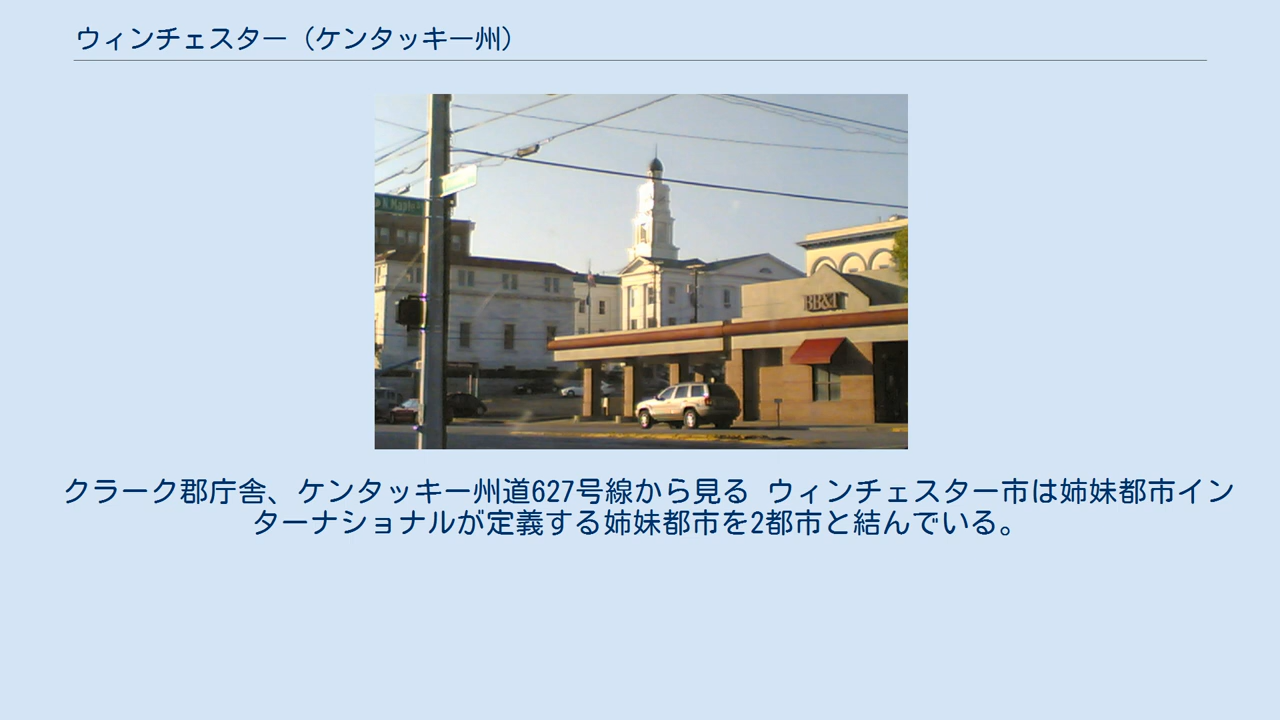 ウィンチェスター（ケンタッキー州）
N Maple
BB&T
クラーク郡庁舎、ケンタッキー州道627号線から見る ウィンチェスター市は姉妹都市イン
ターナショナルが定義する姉妹都市を2都市と結んでいる。